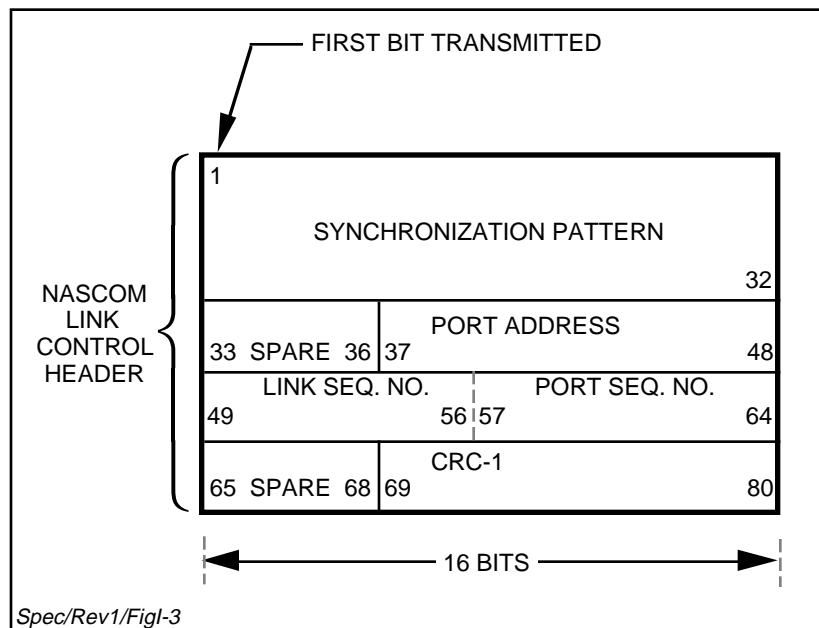 FIRST BIT TRANSMITTED
1
SYNCHRONIZATION PATTERN
32
NASCOM
LINK
CONTROL
HEADER
PORT ADDRESS
33 SPARE 36 37 48
LINK SEQ. NO. PORT SEQ. NO.
49 56 57 64
CRC-1
65 SPARE 68 69 80
16 BITS
Spec/Rev1/FigI-3